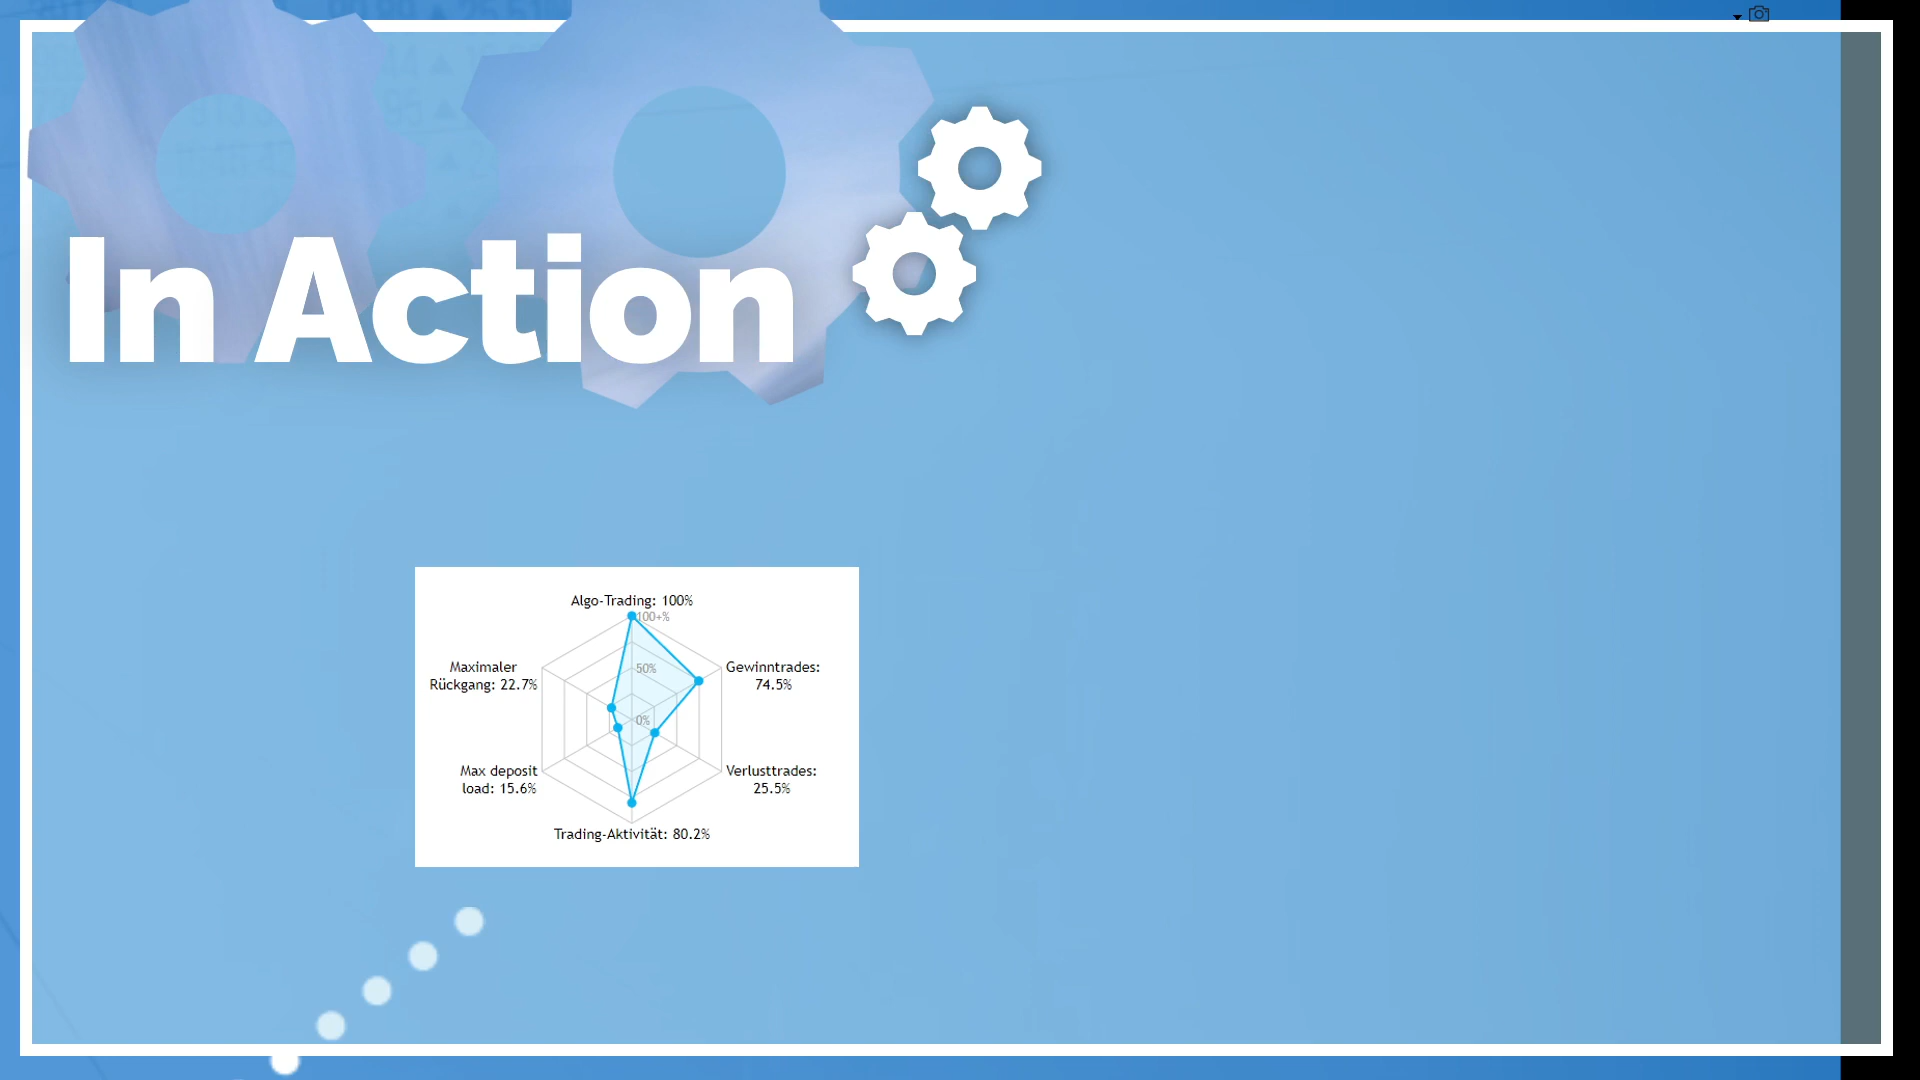 In Action
Algo-Trading: 100%
100+%
Maximaler
Rückgang: 22.7%
50%
Gewinntrades:
74.5%
0%
Max deposit
load: 15.6%
Verlusttrades:
25.5%
Trading-Aktivität: 80.2%